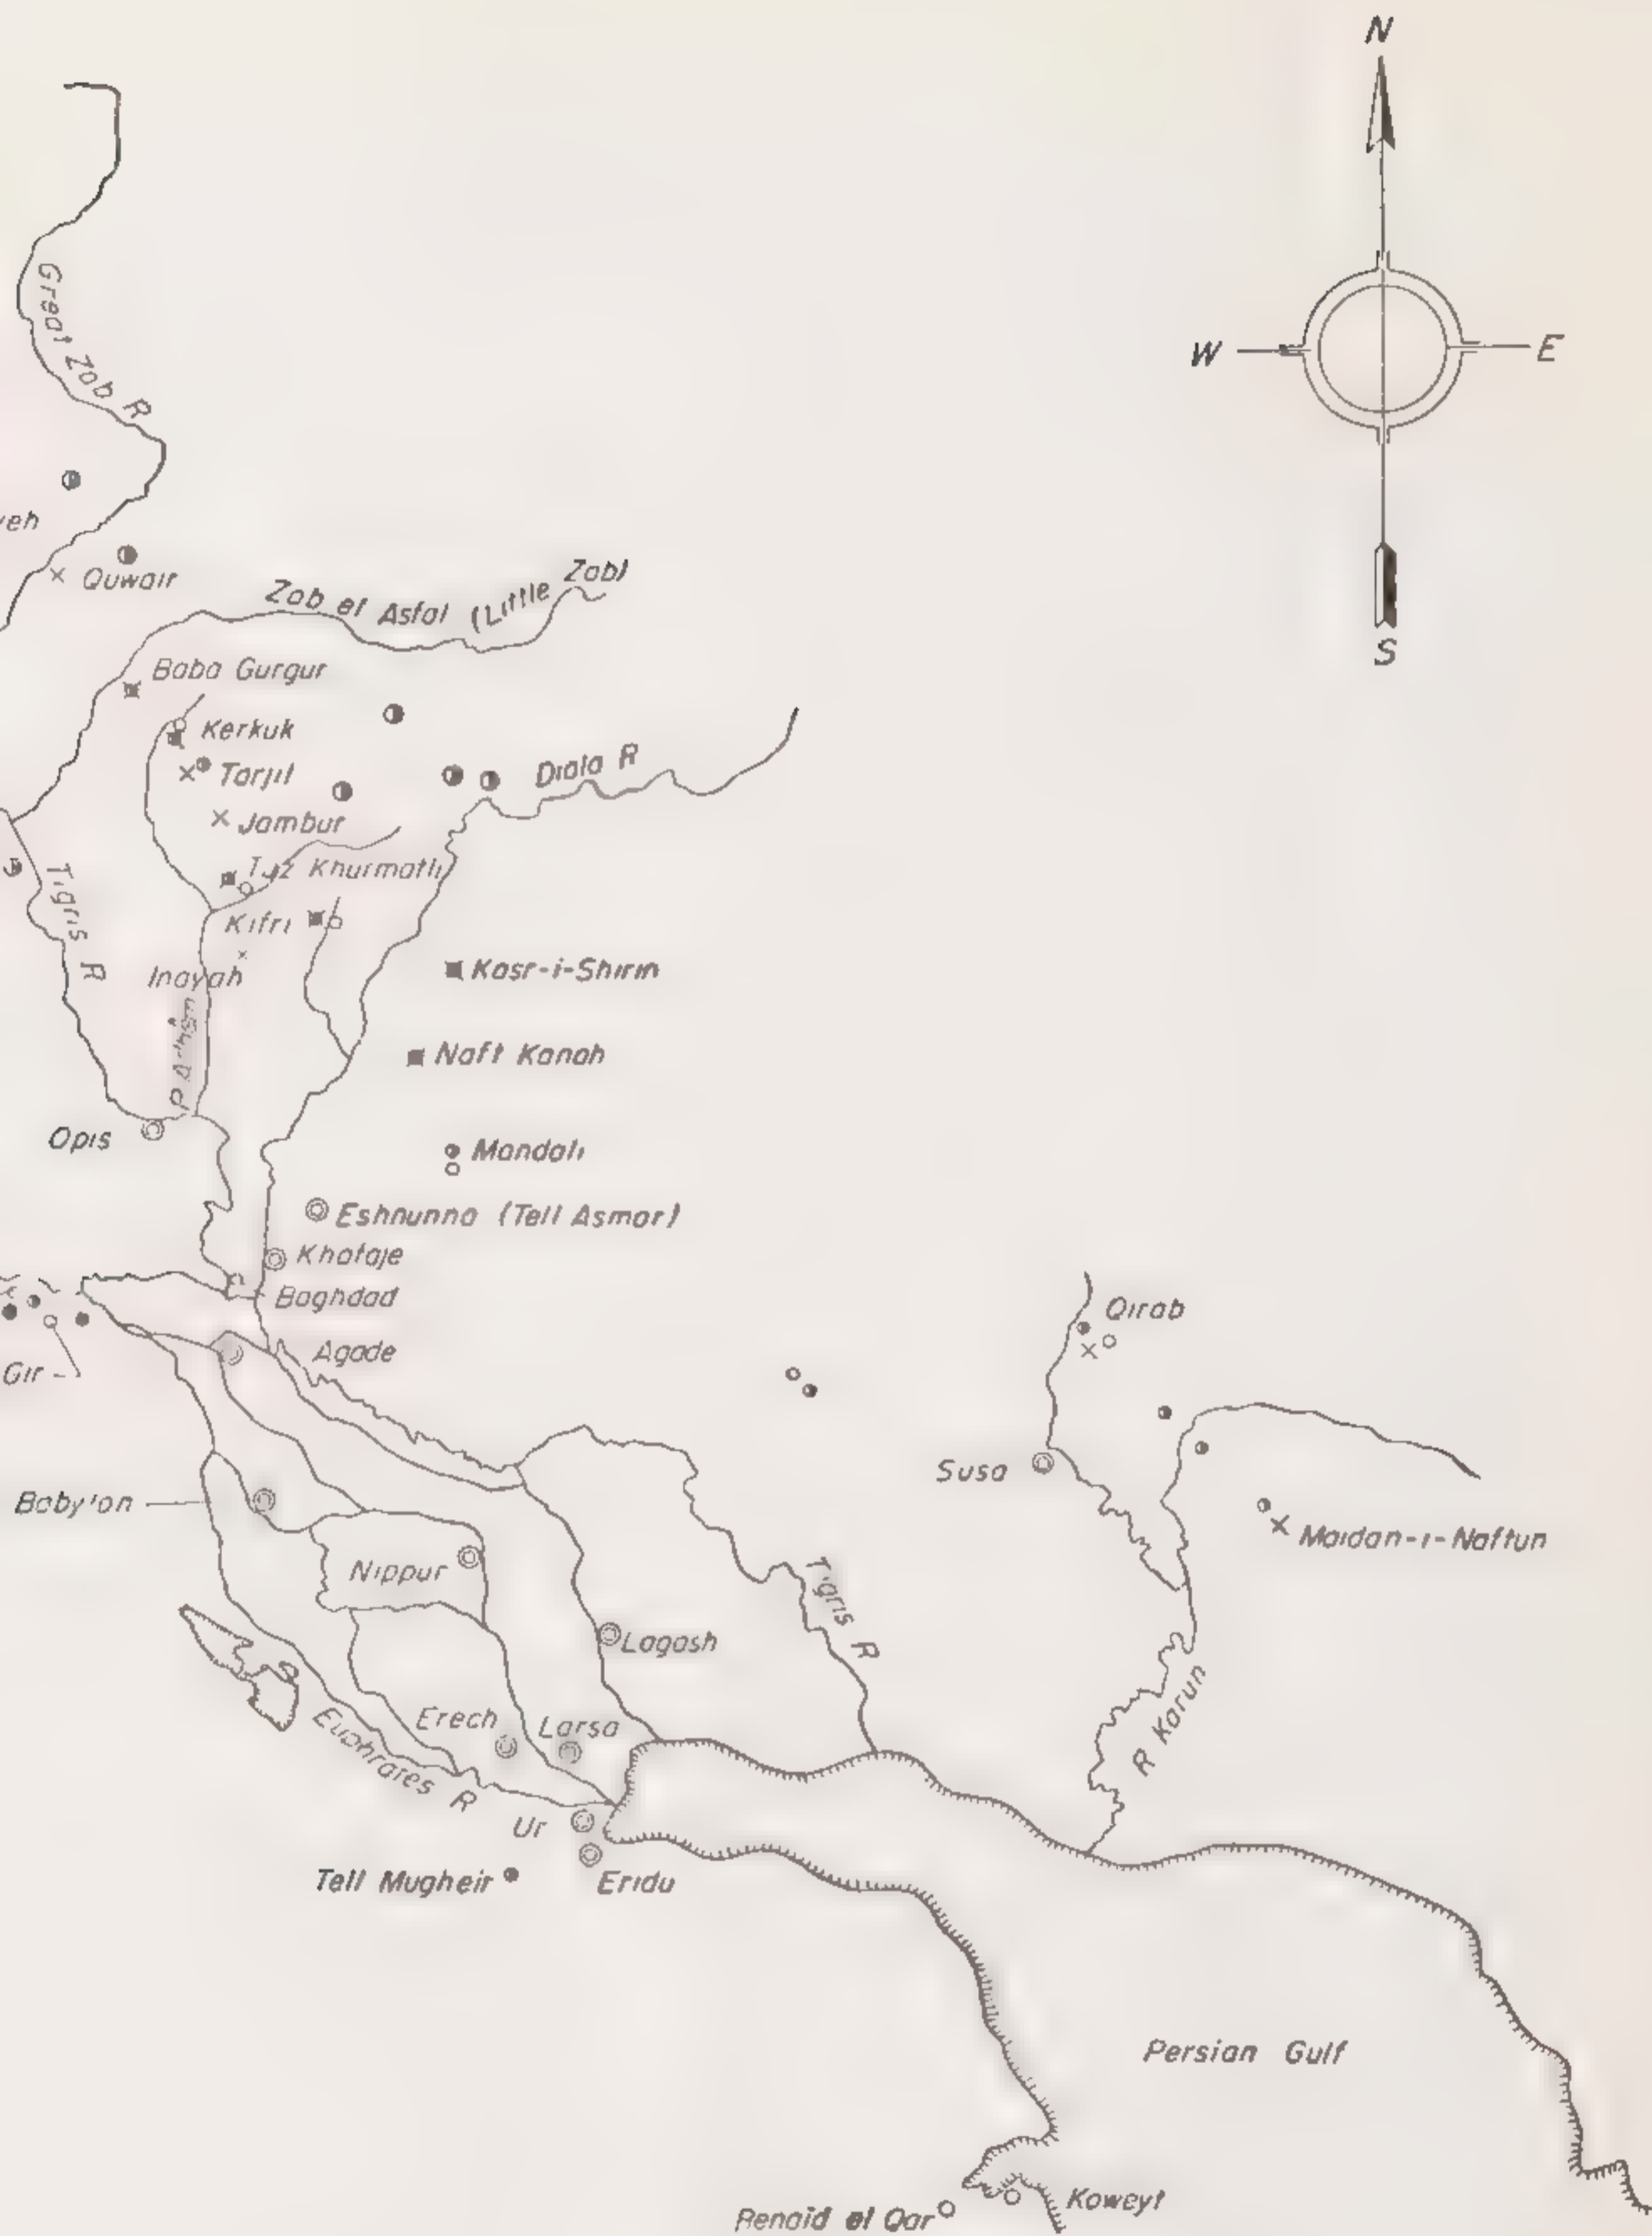 N
W
E
S
Great Zab R
Quwair
Zab el Asfal (Little Zab)
Baba Gurgur
Kerkuk
Tarjil
Diala R
Jambur
Tuz Khurmatli
Tigris R
Kifri
Inayah
Kasr-i-Shirin
Naft Kanah
Opis
Mandali
Eshnunna (Tell Asmar)
Khafaje
Baghdad
Agade
Gir
Qirab
Susa
Babylon
Maidan-i-Naftun
Nippur
Tigris R
Lagash
R Karun
Erech
Larsa
Euphrates R
Ur
Tell Mugheir
Eridu
Persian Gulf
Koweyt
Renaid el Qar